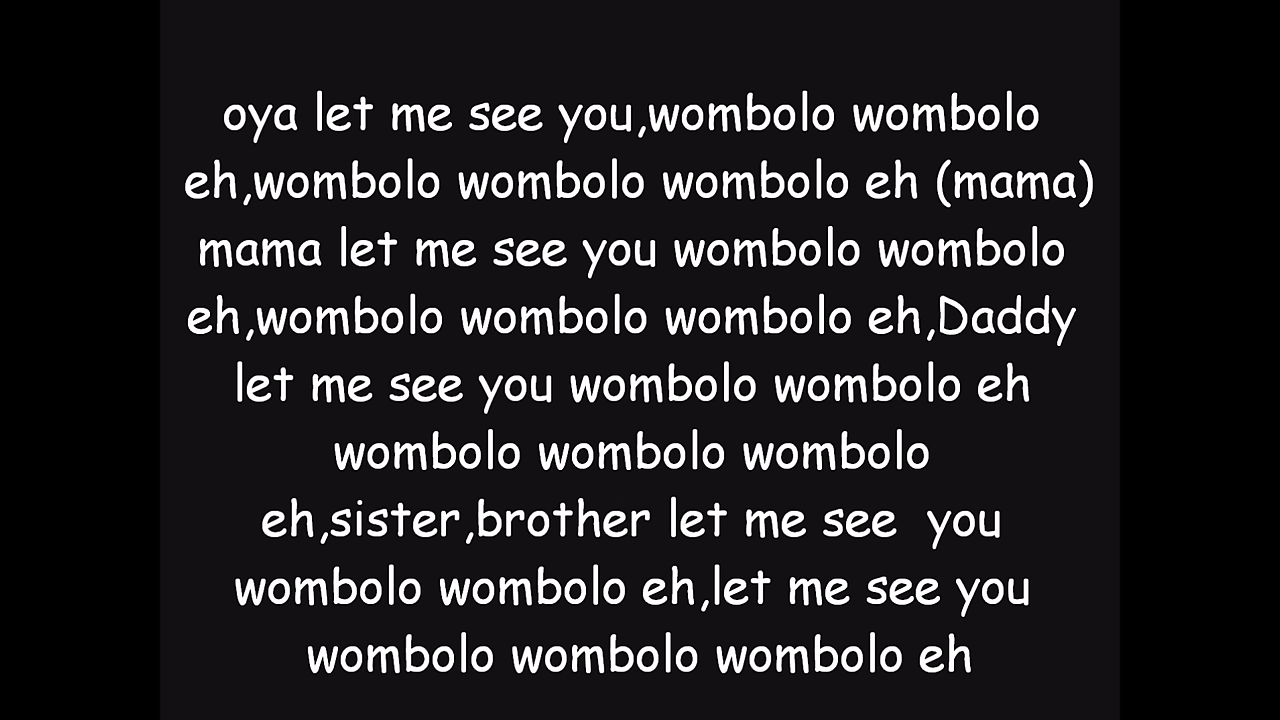 oya let me see you,wombolo wombolo
eh,wombolo wombolo wombolo eh (mama)
mama let me see you wombolo wombolo
eh,wombolo wombolo wombolo eh,Daddy
let me see you wombolo wombolo eh
wombolo wombolo wombolo
eh,sister,brother let me see  you
wombolo wombolo eh,let me see you
wombolo wombolo wombolo eh